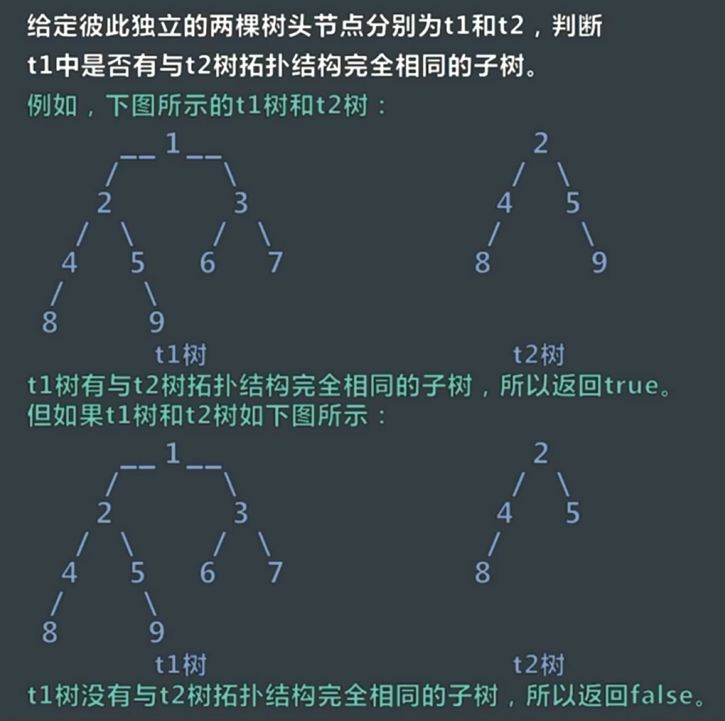 给定彼此独立的两棵树头节点分别为t1和t2，判断
t1中是否有与t2树拓扑结构完全相同的子树。
例如，下图所示的t1树和t2树：
__ 1 __ 2
/ \ / \
2 3 4 5
/ \ / \ / \
4 5 6 7 8 9
/ \
8 9
t1树 t2树
t1树有与t2树拓扑结构完全相同的子树，所以返回true。
但如果t1树和t2树如下图所示：
__ 1 __ 2
/ \ / \
2 3 4 5
/ \ / \ /
4 5 6 7 8
/ \
8 9
t1树 t2树
t1树没有与t2树拓扑结构完全相同的子树，所以返回false。